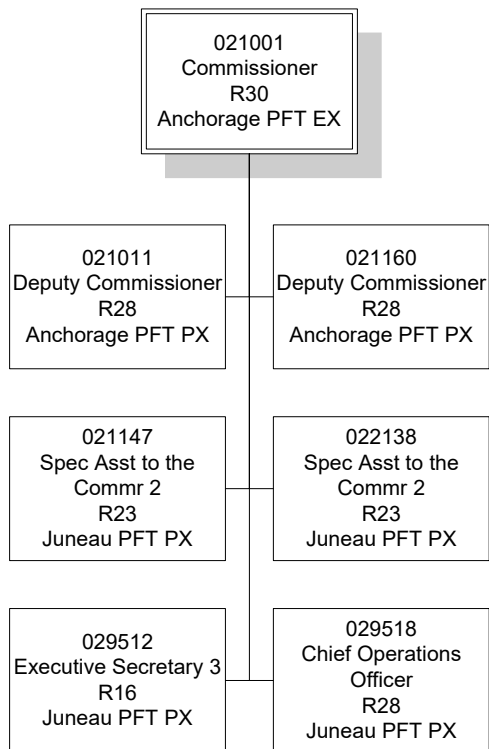 021001
Commissioner
R30
Anchorage PFT EX
021011
Deputy Commissioner
R28
Anchorage PFT PX
021160
Deputy Commissioner
R28
Anchorage PFT PX
021147
Spec Asst to the
Commr 2
R23
Juneau PFT PX
022138
Spec Asst to the
Commr 2
R23
Juneau PFT PX
029512
Executive Secretary 3
R16
Juneau PFT PX
029518
Chief Operations
Officer
R28
Juneau PFT PX